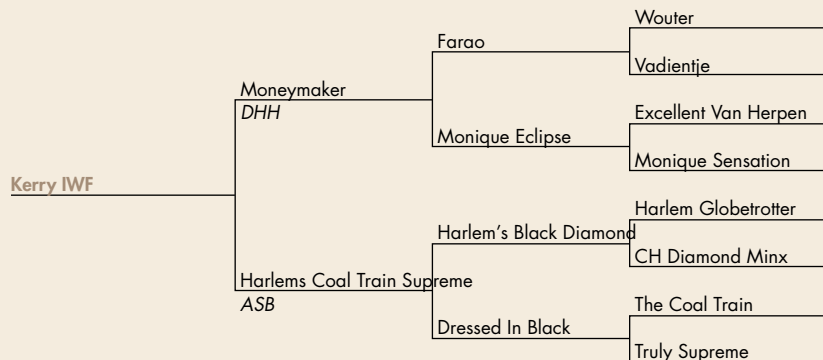 Wouter
Farao
Vadientje
Moneymaker
DHH
Excellent Van Herpen
Monique Eclipse
Monique Sensation
Kerry IWF
Harlem Globetrotter
Harlem's Black Diamond
CH Diamond Minx
Harlems Coal Train Supreme
ASB
The Coal Train
Dressed In Black
Truly Supreme